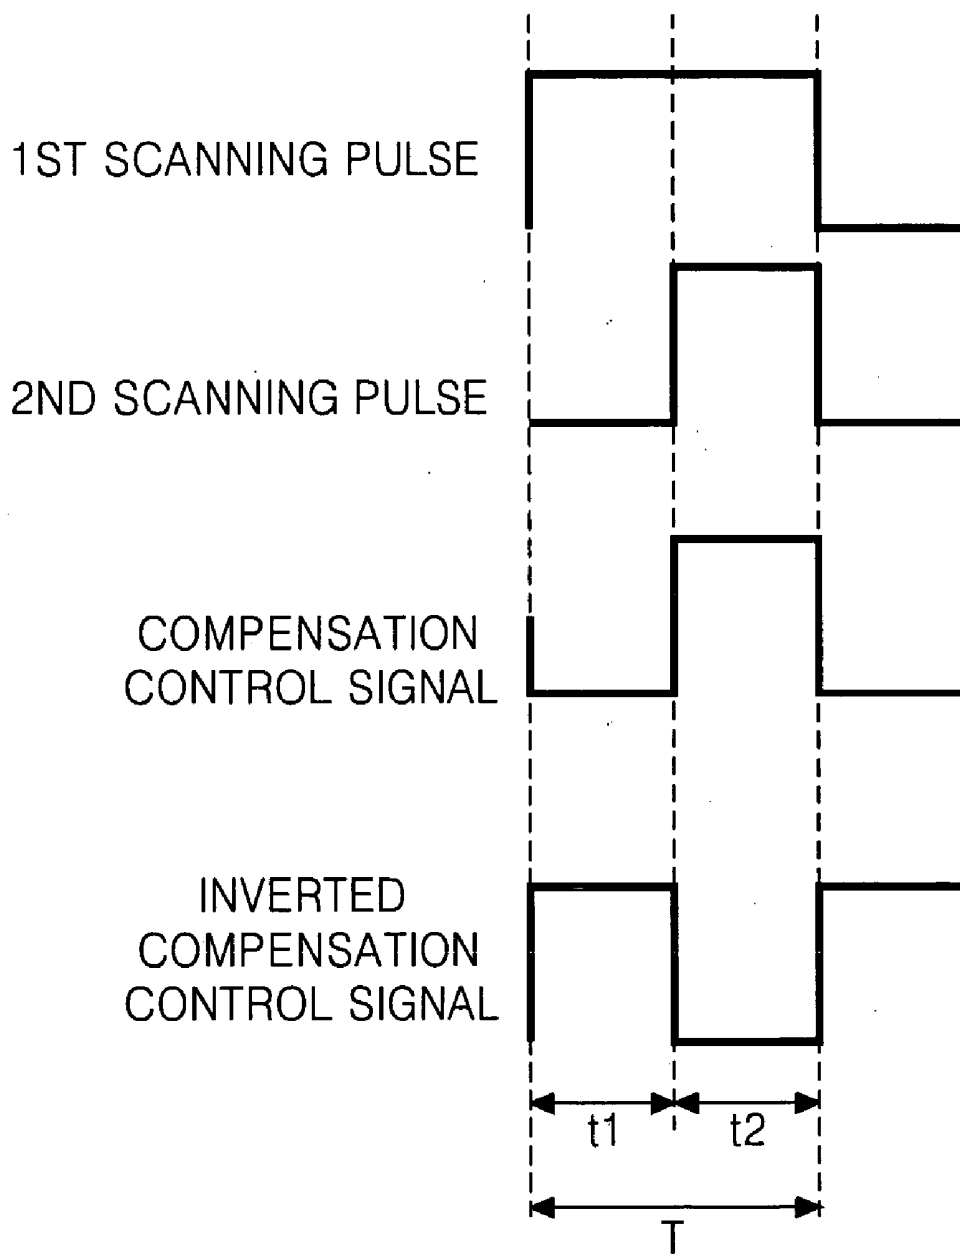 1ST SCANNING PULSE
2ND SCANNING PULSE
COMPENSATION
CONTROL SIGNAL
INVERTED
COMPENSATION
CONTROL SIGNAL
t1
t2
T